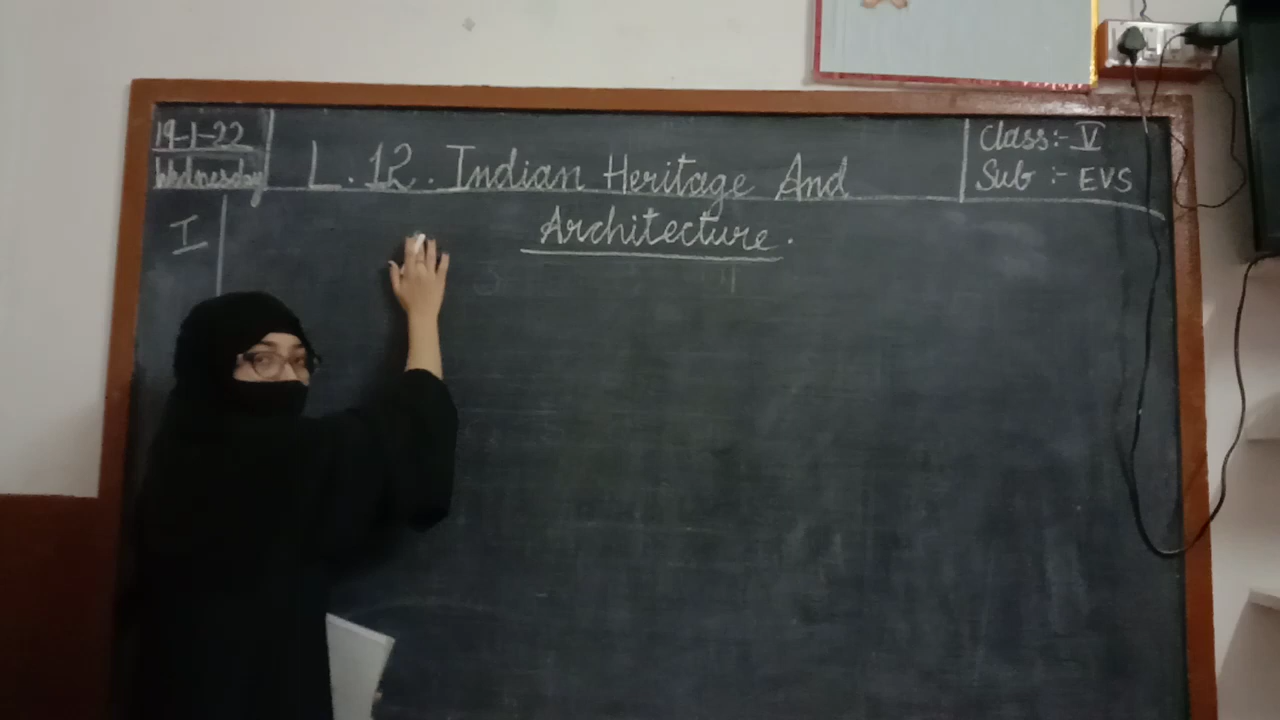 19-1-22
Wednesday
L. 12. Indian Heritage And
Architecture.
Class:- V
Sub :- EVS
I